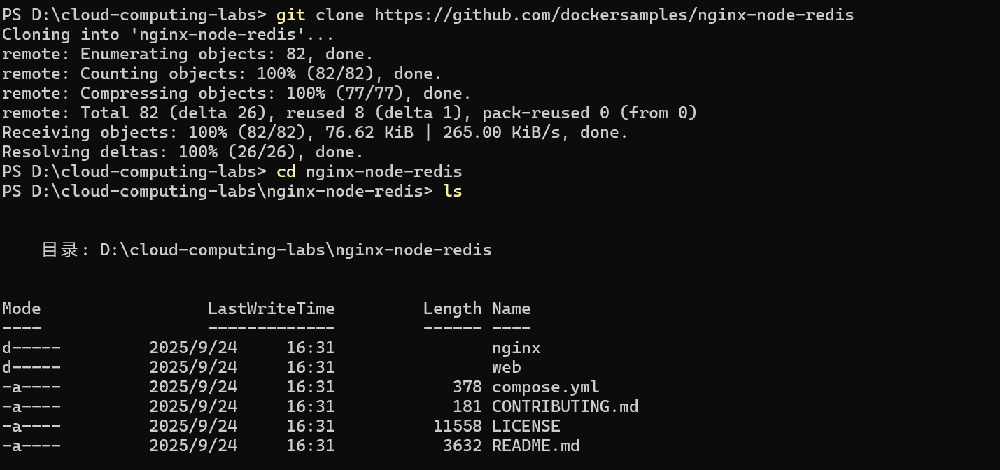 PS D:\cloud-computing-labs> git clone https://github.com/dockersamples/nginx-node-redis
Cloning into 'nginx-node-redis'...
remote: Enumerating objects: 82, done.
remote: Counting objects: 100% (82/82), done.
remote: Compressing objects: 100% (77/77), done.
remote: Total 82 (delta 26), reused 8 (delta 1), pack-reused 0 (from 0)
Receiving objects: 100% (82/82), 76.62 KiB | 265.00 KiB/s, done.
Resolving deltas: 100% (26/26), done.
PS D:\cloud-computing-labs> cd nginx-node-redis
PS D:\cloud-computing-labs\nginx-node-redis> ls
目录: D:\cloud-computing-labs\nginx-node-redis
Mode                 LastWriteTime         Length Name
----                 -------------         ------ ----
d-----         2025/9/24     16:31                nginx
d-----         2025/9/24     16:31                web
-a----         2025/9/24     16:31            378 compose.yml
-a----         2025/9/24     16:31            181 CONTRIBUTING.md
-a----         2025/9/24     16:31          11558 LICENSE
-a----         2025/9/24     16:31           3632 README.md